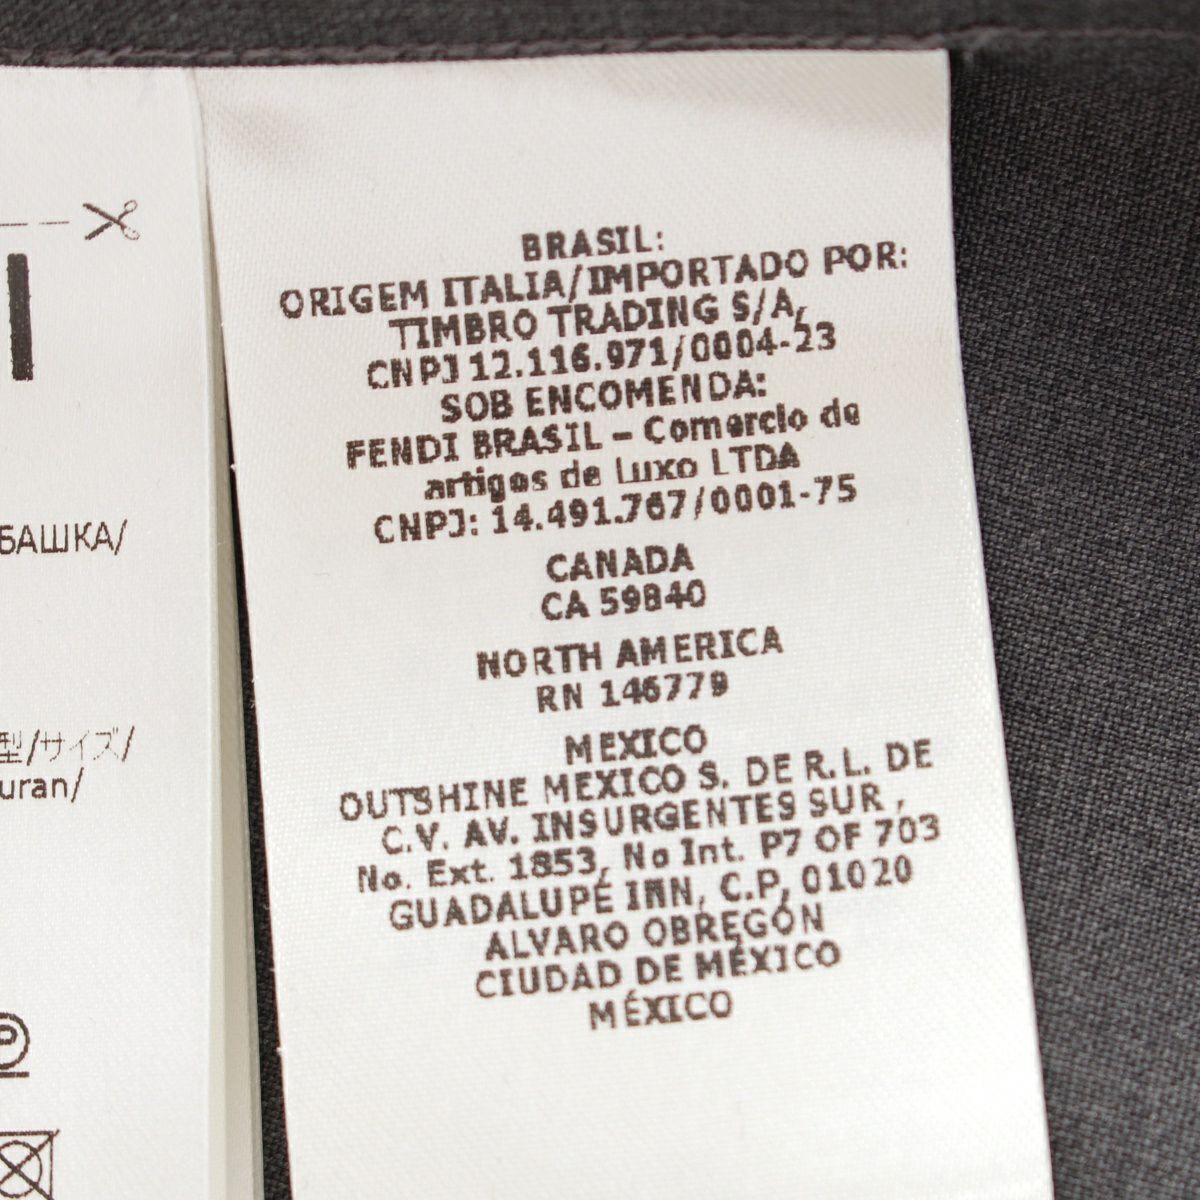 БАШКА/
型/サイズ/
uran/
P
BRASIL:
ORIGEM ITALIA/IMPORTADO POR:
TIMBRO TRADING S/A,
CNPJ 12.116.971/0004-23
SOB ENCOMENDA:
FENDI BRASIL - Comercio de
artigos de Luxo LTDA
CNPJ: 14.491.767/0001-75
CANADA
CA 59840
NORTH AMERICA
RN 146779
MEXICO
OUTSHINE MEXICO S. DE R.L. DE
C.V. AV. INSURGENTES SUR,
No. Ext. 1853, No Int. P7 OF 703
GUADALUPE INN, C.P, 01020
ALVARO OBREGÓN
CIUDAD DE MÉXICO
MÉXICO